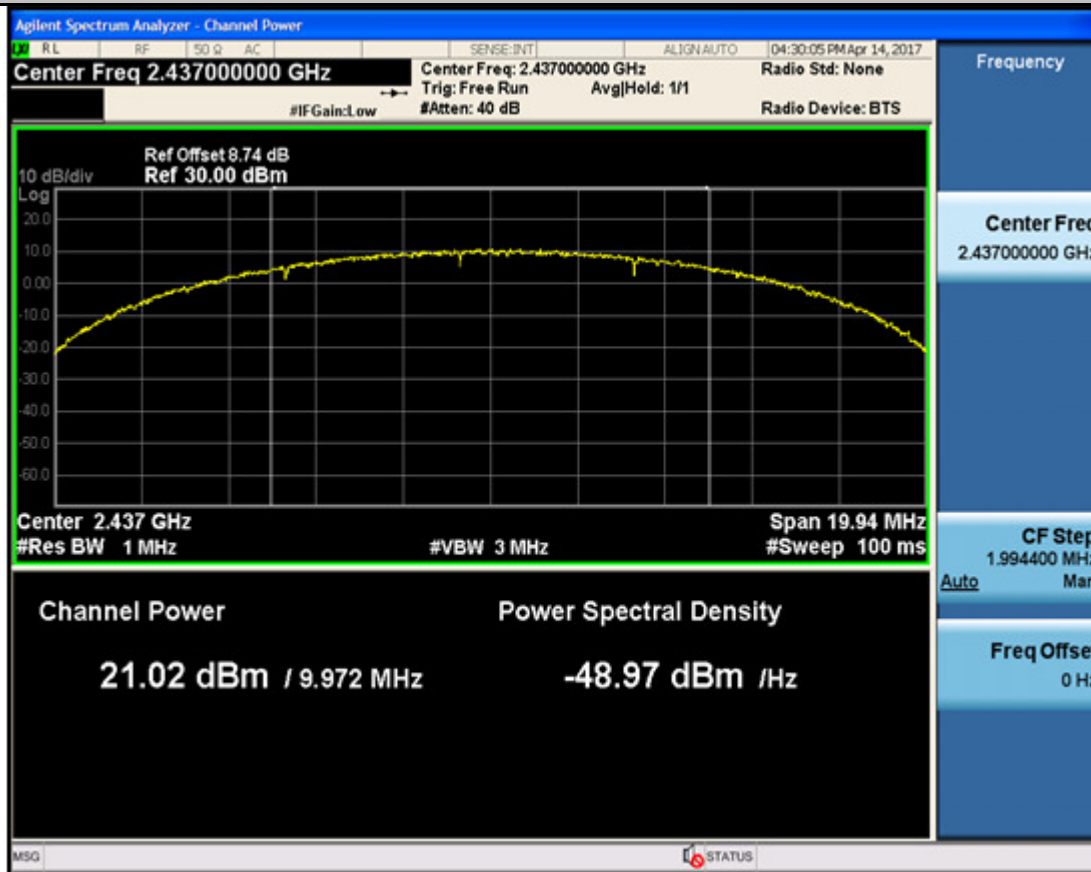 Agilent Spectrum Analyzer - Channel Power
LXI RL RF 50 Ω AC SENSE:INT ALIGN AUTO 04:30:05 PM Apr 14, 2017
Center Freq 2.437000000 GHz
Center Freq: 2.437000000 GHz
Radio Std: None
Trig: Free Run Avg|Hold: 1/1
#IFGain:Low
#Atten: 40 dB
Radio Device: BTS
Ref Offset 8.74 dB
10 dB/div Ref 30.00 dBm
Log
20.0
10.0
0.00
-10.0
-20.0
-30.0
-40.0
-50.0
-60.0
Center 2.437 GHz Span 19.94 MHz
#Res BW 1 MHz #VBW 3 MHz #Sweep 100 ms
Channel Power Power Spectral Density
21.02 dBm / 9.972 MHz -48.97 dBm /Hz
MSG STATUS
Frequency
Center Freq
2.437000000 GHz
CF Step
1.994400 MHz
Auto Man
Freq Offse
0 Hz